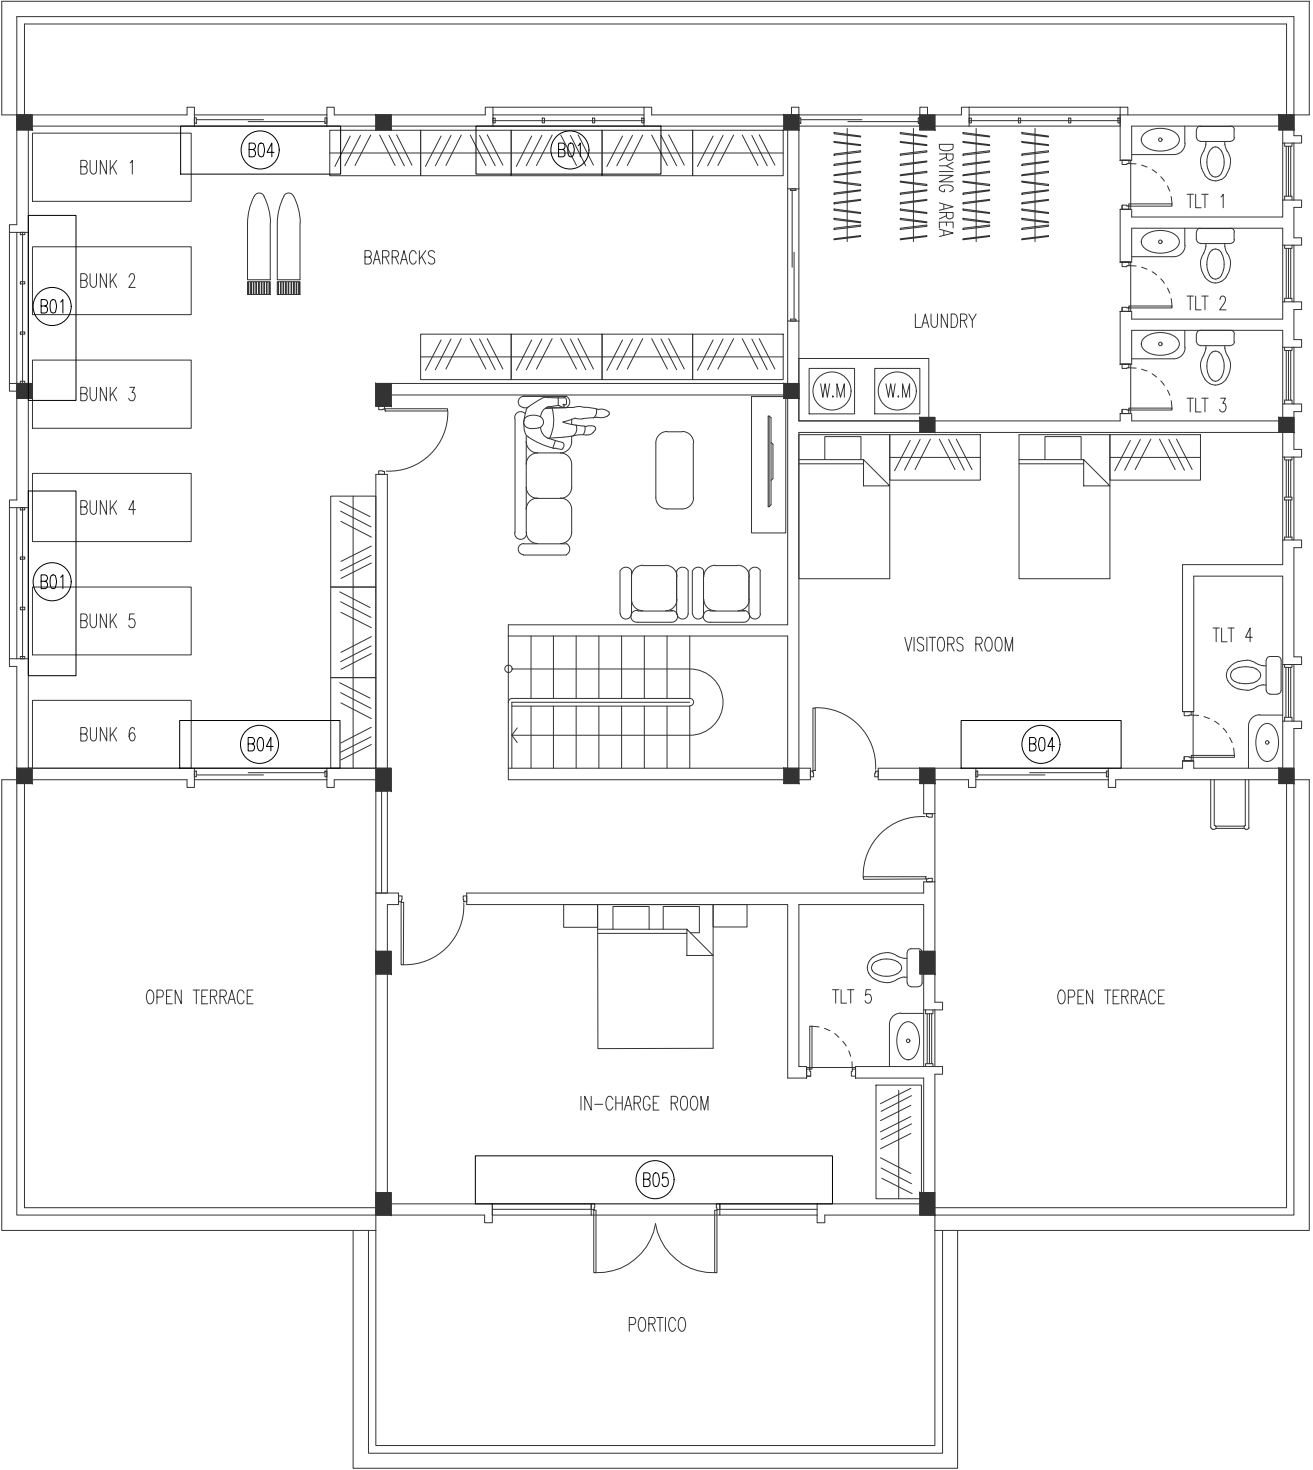 B04
B01
BUNK 1
DRYING AREA
TLT 1
BARRACKS
BUNK 2
B01
TLT 2
LAUNDRY
BUNK 3
W.M
W.M
TLT 3
BUNK 4
B01
BUNK 5
VISITORS ROOM
TLT 4
BUNK 6
B04
B04
OPEN TERRACE
TLT 5
OPEN TERRACE
IN-CHARGE ROOM
B05
PORTICO